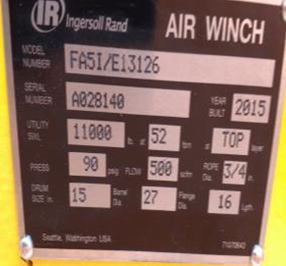 IR Ingersoll Rand AIR WINCH
MODEL NUMBER FA5I/E13126
SERIAL NUMBER A028140 YEAR BUILT 2015
UTILITY SWL 11000 lb. at 52 fpm at TOP layer
PRESS 90 psig FLOW 500 scfm ROPE Dia. 3/4 in.
DRUM SIZE in. 15 Barrel Dia. 27 Flange Dia. 16 Lgth.
Seattle, Washington USA